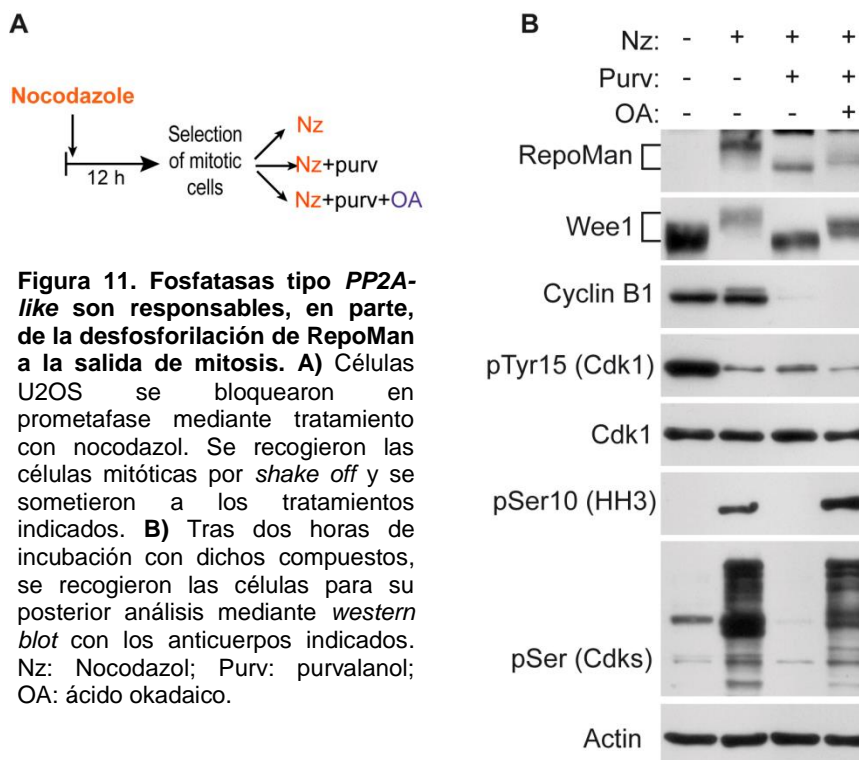 A
Nocodazole
12 h
Selection
of mitotic
cells
Nz
Nz+purv
Nz+purv+OA
Figura 11. Fosfatasas tipo PP2A-
like son responsables, en parte,
de la desfosforilación de RepoMan
a la salida de mitosis. A) Células
U2OS se bloquearon en
prometafase mediante tratamiento
con nocodazol. Se recogieron las
células mitóticas por shake off y se
sometieron a los tratamientos
indicados. B) Tras dos horas de
incubación con dichos compuestos,
se recogieron las células para su
posterior análisis mediante western
blot con los anticuerpos indicados.
Nz: Nocodazol; Purv: purvalanol;
OA: ácido okadaico.
B
Nz: - + + +
Purv: - - + +
OA: - - - +
RepoMan
Wee1
Cyclin B1
pTyr15 (Cdk1)
Cdk1
pSer10 (HH3)
pSer (Cdks)
Actin